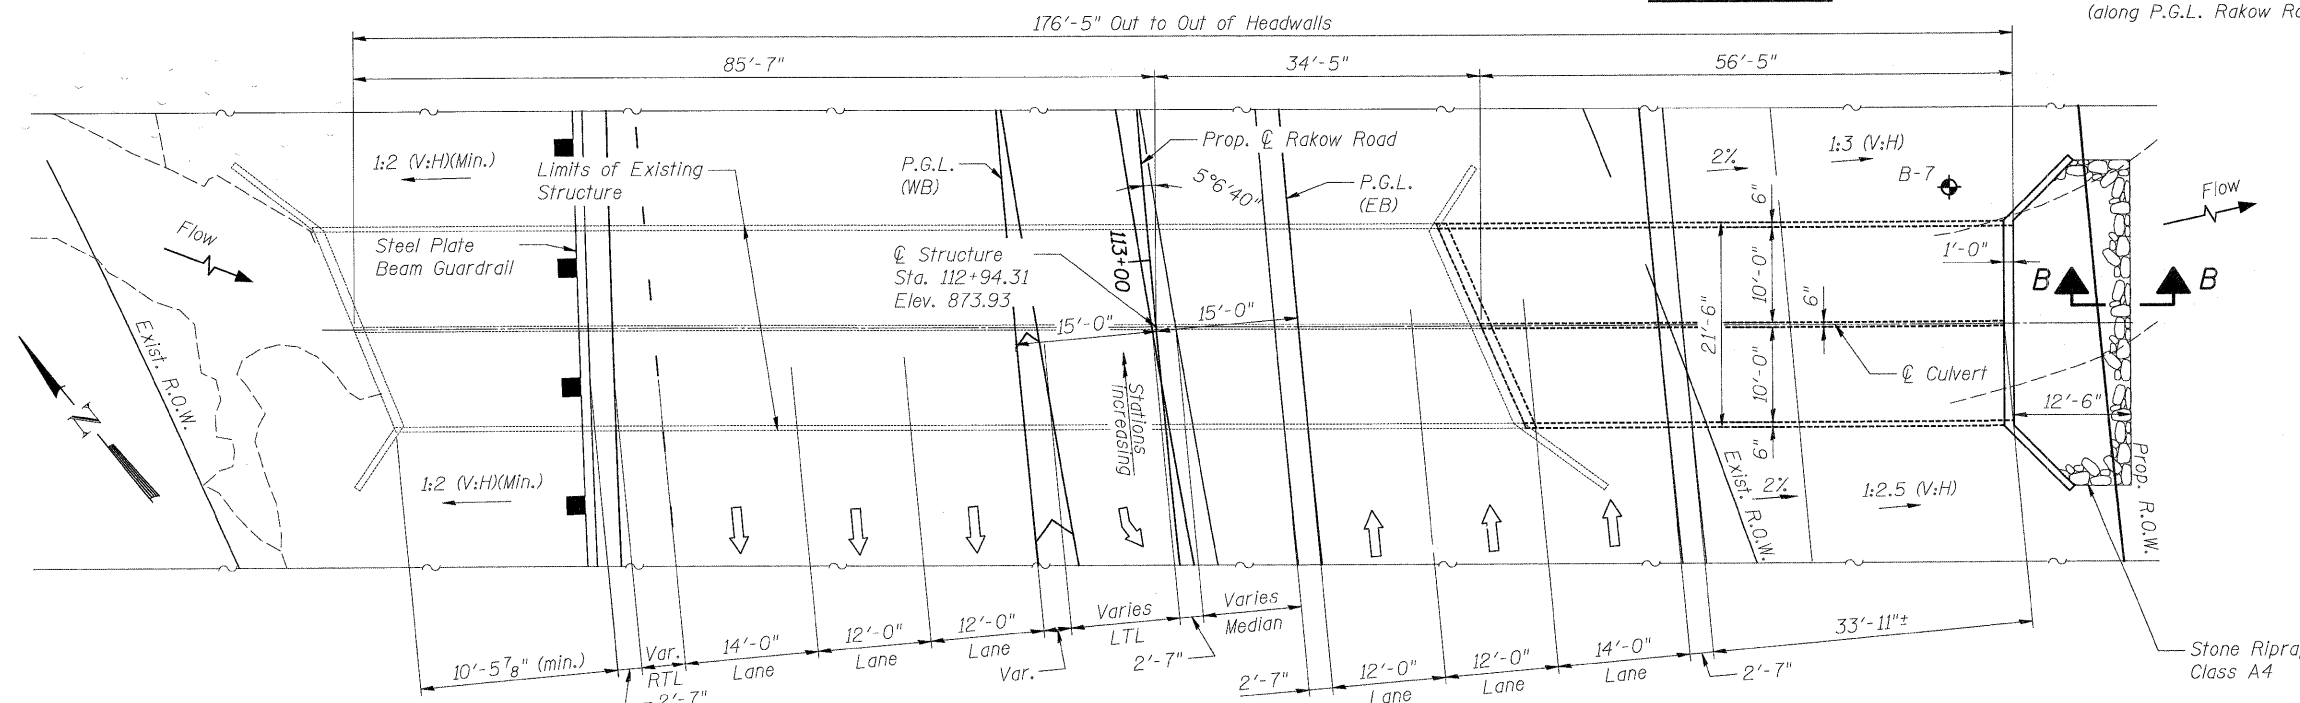 (along P.G.L. Rakow
176'-5" Out to Out of Headwalls
85'-7"
34'-5"
56'-5"
1:2 (V:H)(Min.)
Limits of Existing
Structure
P.G.L.
(WB)
Prop. ℄ Rakow Road
5°6'40"
P.G.L.
(EB)
2%
1:3 (V:H)
B-7
Flow
Flow
Steel Plate
Beam Guardrail
℄ Structure
Sta. 112+94.31
Elev. 873.93
113+00
15'-0"
15'-0"
6"
10'-0"
21'-6"
6"
10'-0"
6"
1'-0"
B
B
℄ Culvert
12'-6"
Exist. R.O.W.
N
Stations
Increasing
1:2 (V:H)(Min.)
Exist. R.O.W.
2%
1:2.5 (V:H)
Prop. R.O.W.
10'-5⅞" (min.)
2'-7"
Var.
RTL
14'-0"
Lane
12'-0"
Lane
12'-0"
Lane
Var.
Varies
LTL
2'-7"
Varies
Median
2'-7"
12'-0"
Lane
12'-0"
Lane
14'-0"
Lane
2'-7"
33'-11"±
Stone Ripra
Class A4